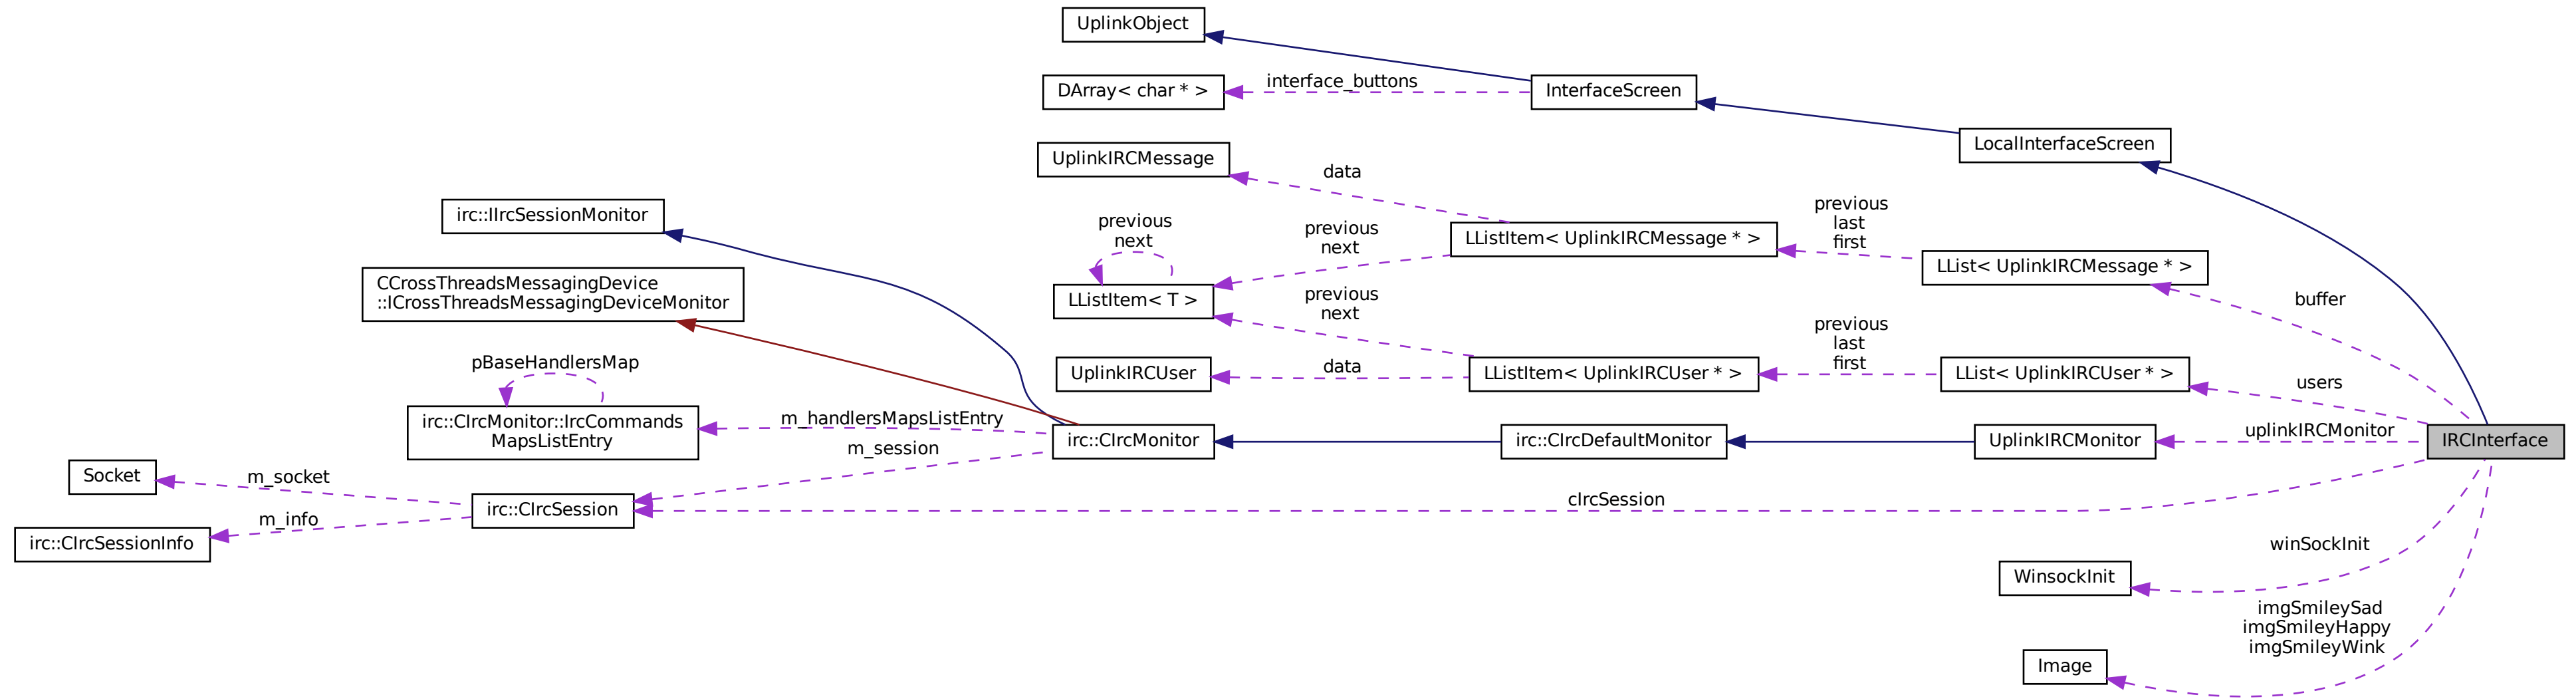 UplinkObject
DArray< char * >
interface_buttons
InterfaceScreen
LocalInterfaceScreen
UplinkIRCMessage
data
irc::IIrcSessionMonitor
previous
next
previous
next
LListItem< UplinkIRCMessage * >
previous
last
first
LList< UplinkIRCMessage * >
CCrossThreadsMessagingDevice
::ICrossThreadsMessagingDeviceMonitor
LListItem< T >
previous
next
buffer
pBaseHandlersMap
UplinkIRCUser
data
LListItem< UplinkIRCUser * >
previous
last
first
LList< UplinkIRCUser * >
users
irc::CIrcMonitor::IrcCommands
MapsListEntry
m_handlersMapsListEntry
m_session
irc::CIrcMonitor
irc::CIrcDefaultMonitor
UplinkIRCMonitor
uplinkIRCMonitor
IRCInterface
Socket
m_socket
irc::CIrcSession
cIrcSession
irc::CIrcSessionInfo
m_info
winSockInit
WinsockInit
imgSmileySad
imgSmileyHappy
imgSmileyWink
Image